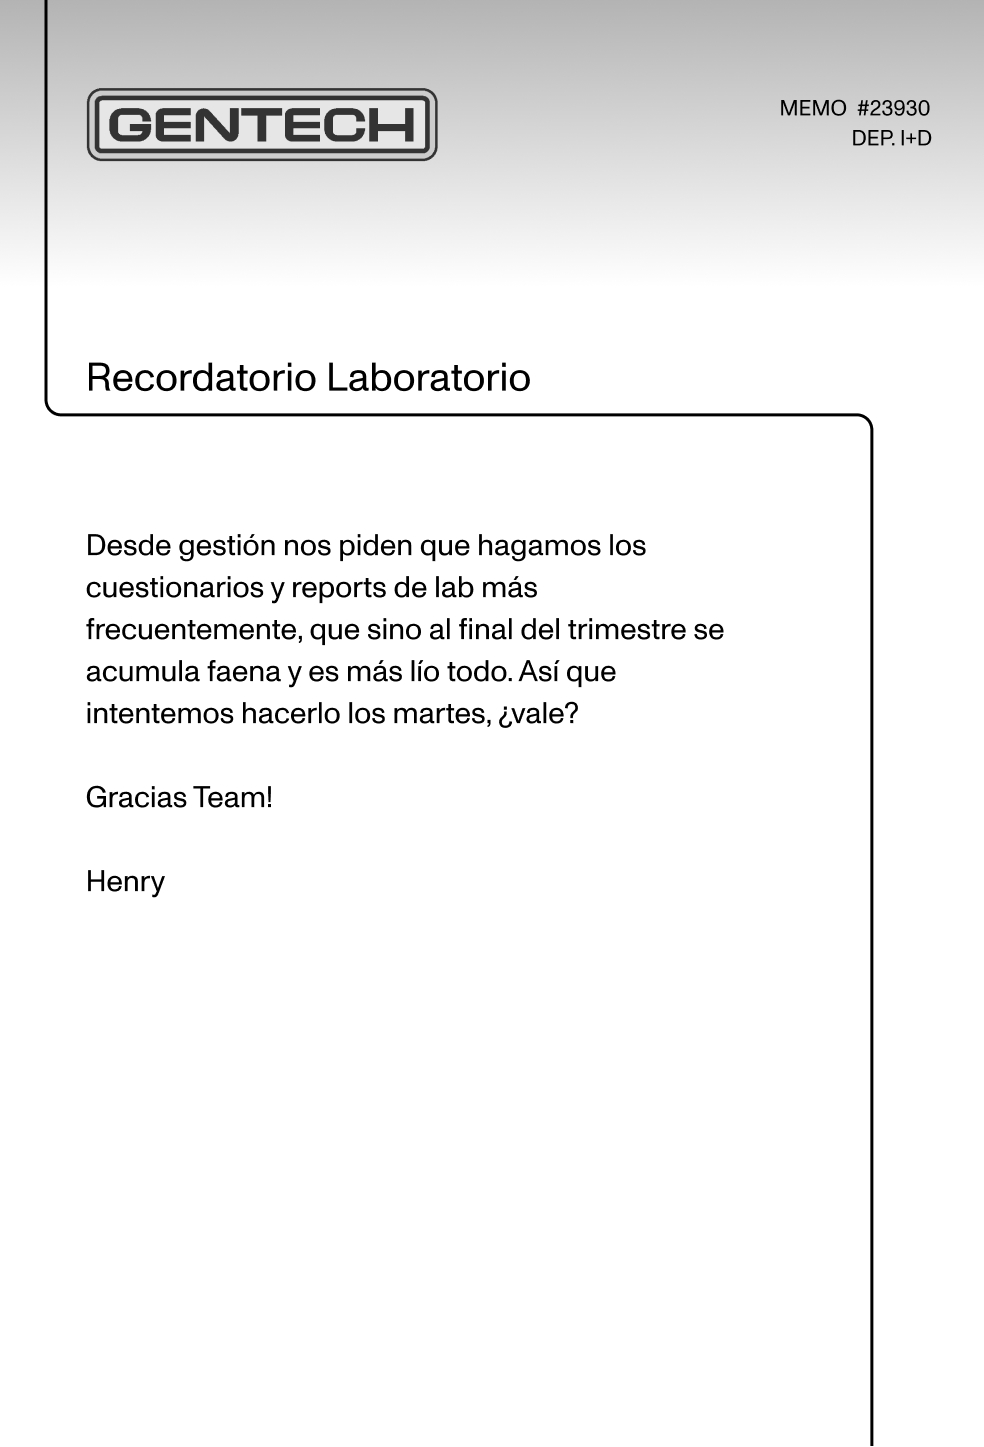 GENTECH
MEMO #23930
DEP. I+D
Recordatorio Laboratorio
Desde gestión nos piden que hagamos los
cuestionarios y reports de lab más
frecuentemente, que sino al final del trimestre se
acumula faena y es más lío todo. Así que
intentemos hacerlo los martes, ¿vale?
Gracias Team!
Henry